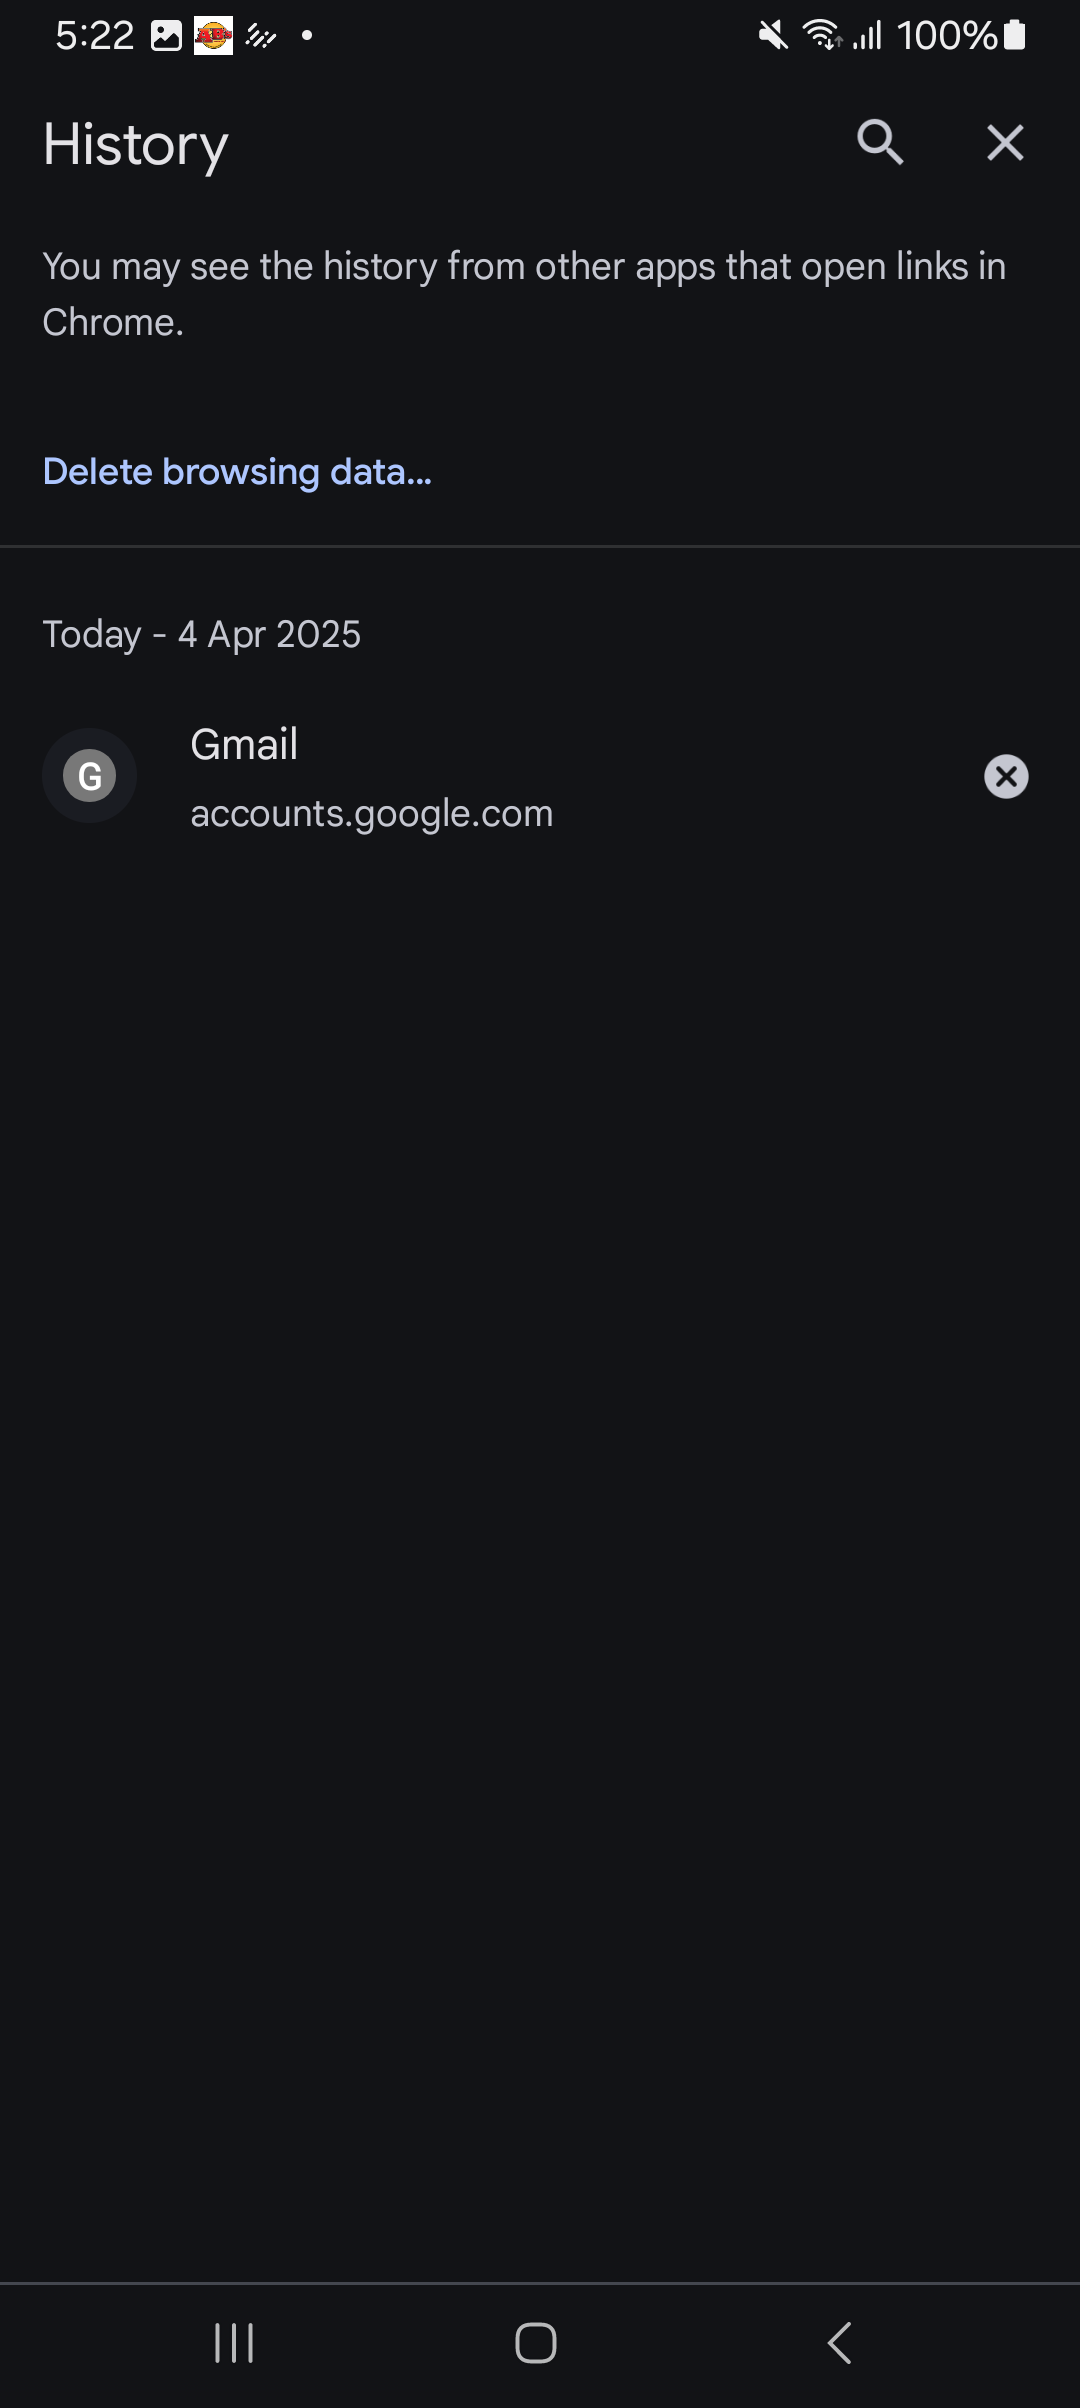 5:22
100%
History
You may see the history from other apps that open links in
Chrome.
Delete browsing data...
Today - 4 Apr 2025
G
Gmail
accounts.google.com